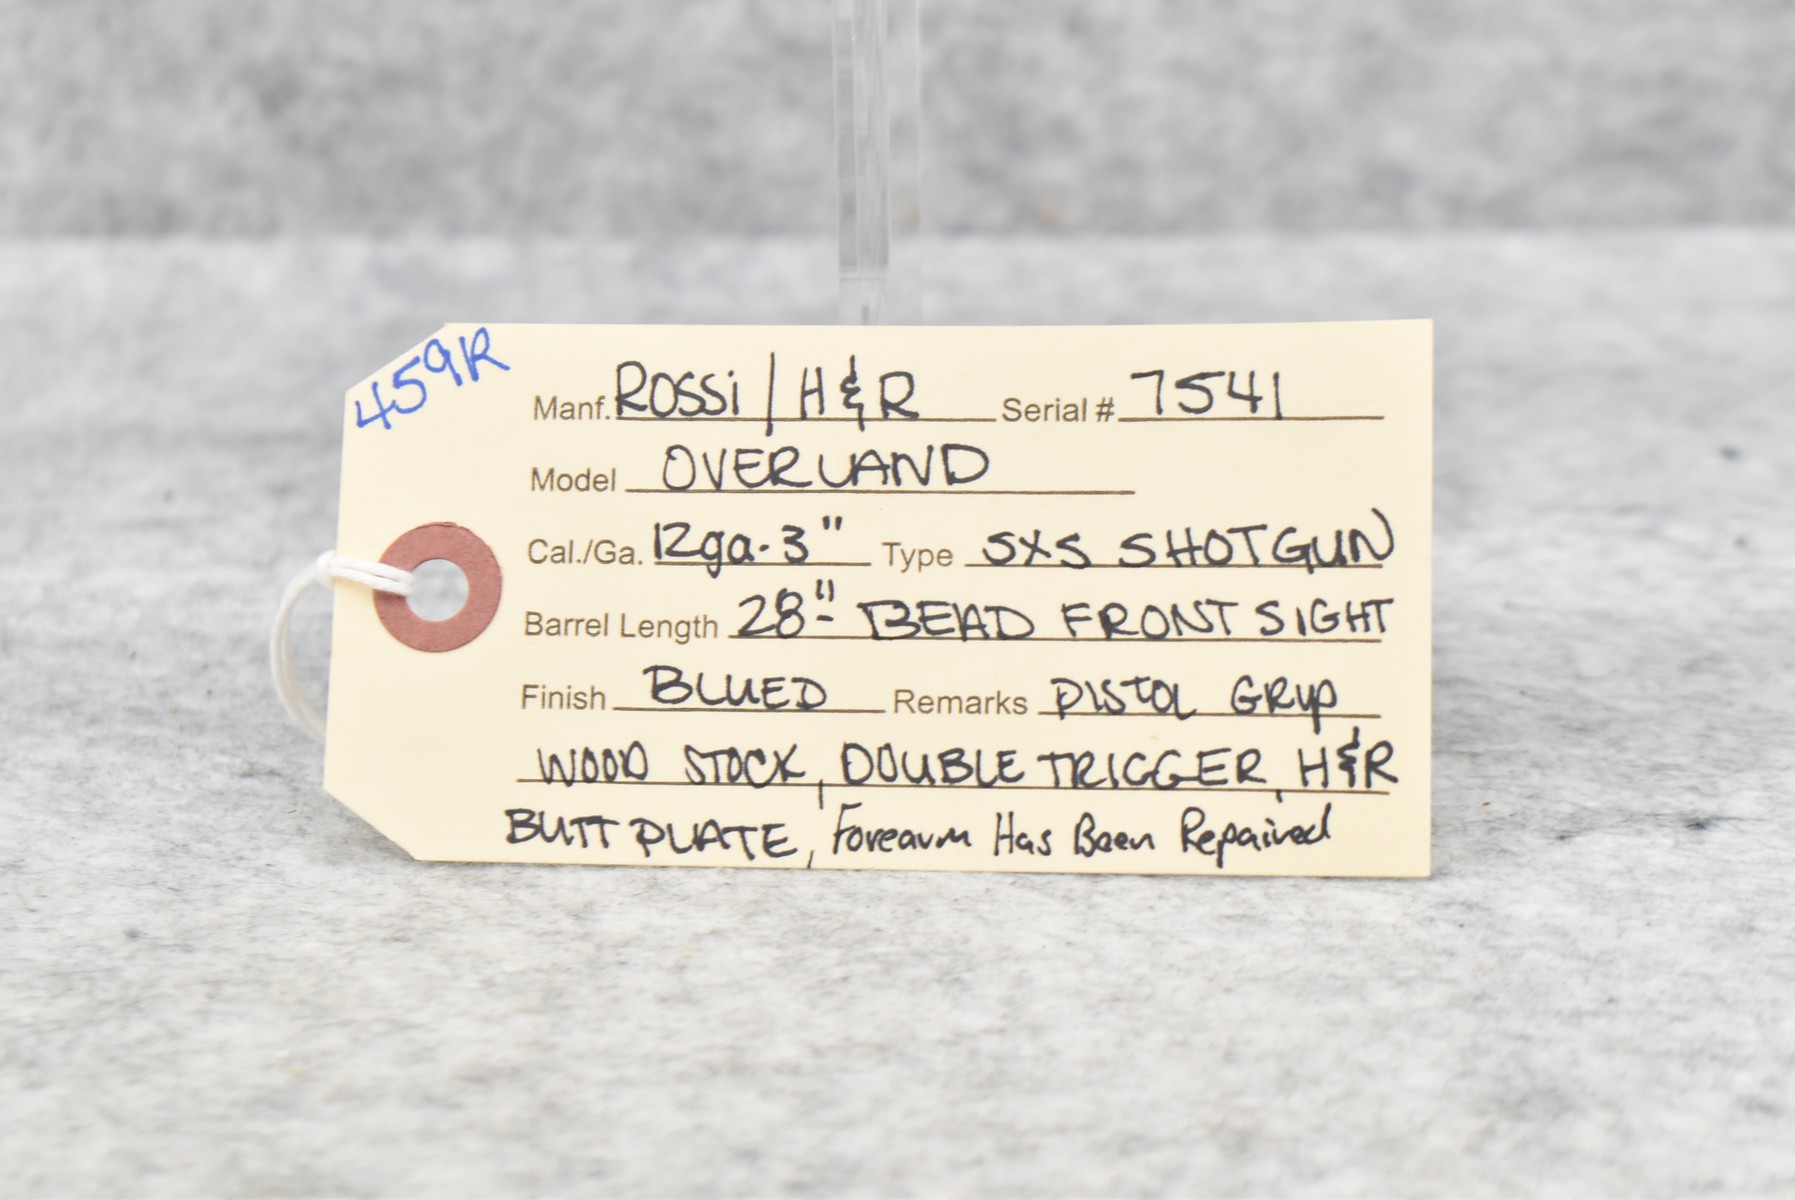 459R
Manf. ROSSi / H&R Serial # 7541
Model OVERLAND
Cal./Ga. 12ga. 3" Type SXS SHOTGUN
Barrel Length 28" BEAD FRONT SIGHT
Finish BLUED Remarks PISTOL GRIP
WOOD STOCK, DOUBLE TRIGGER, H&R
BUTT PLATE, Forearm Has Been Repaired